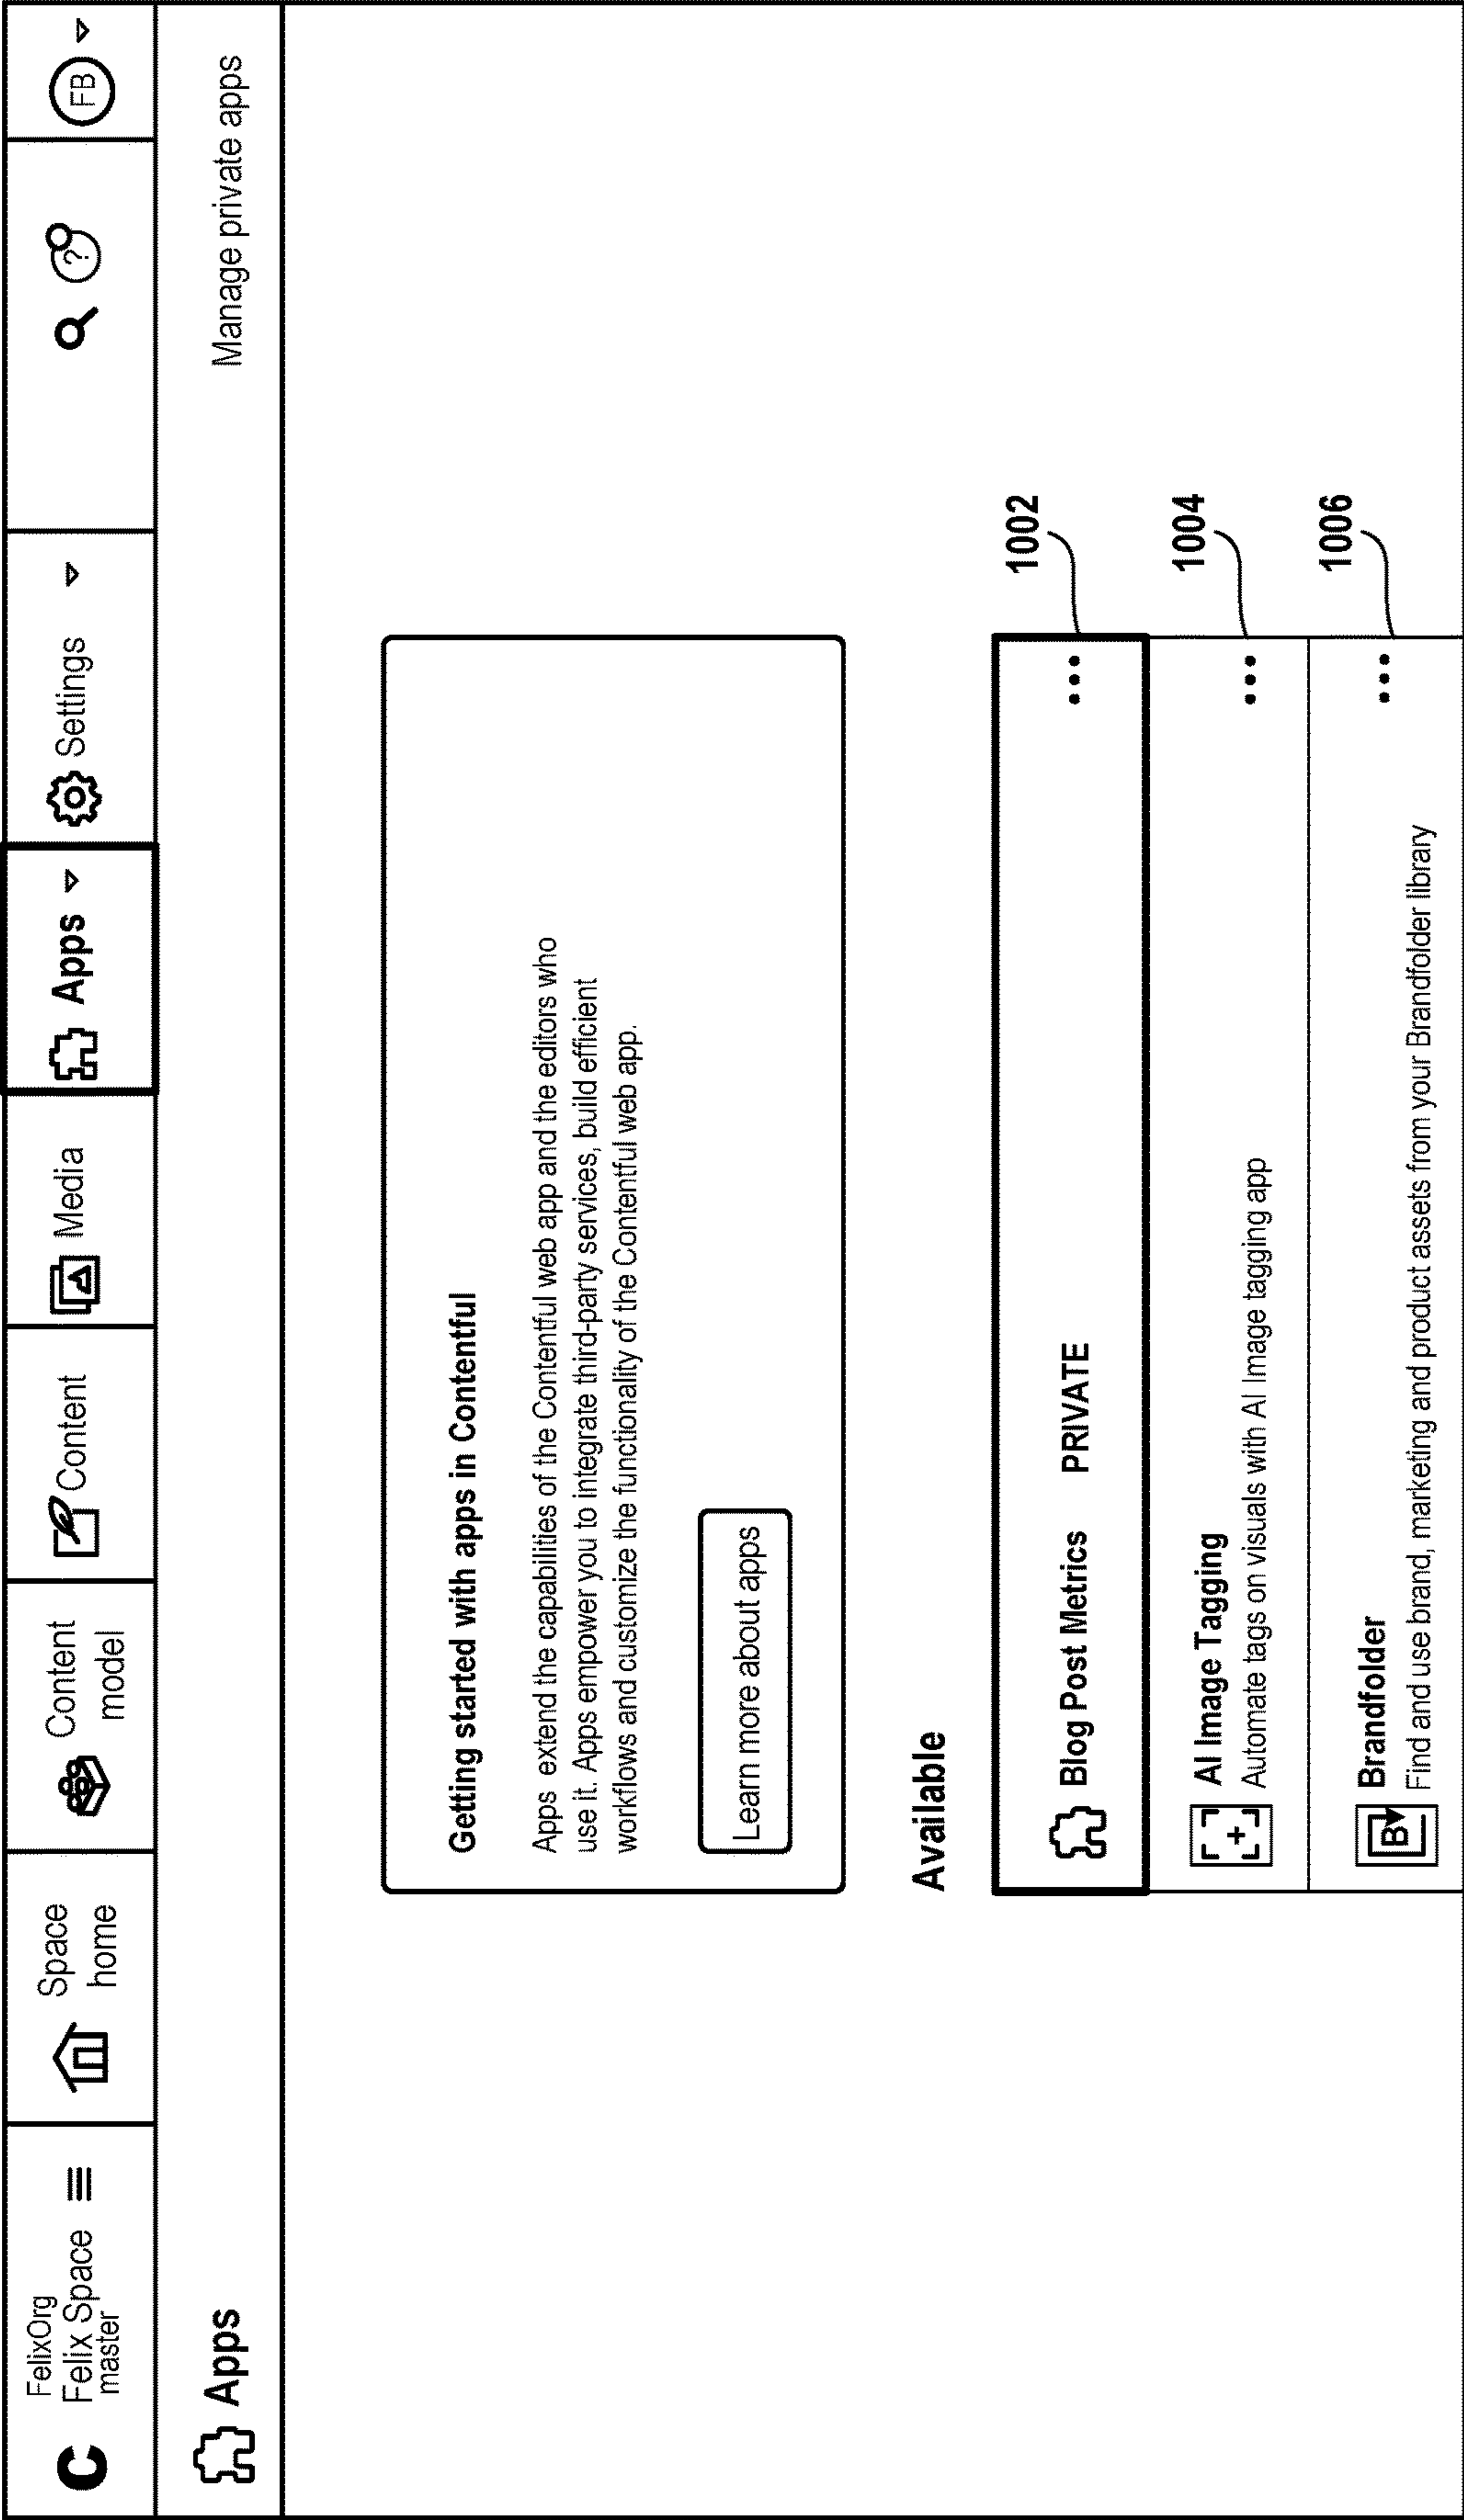 C
FelixOrg
Felix Space
master
Space
home
Content
model
Content
Media
Apps
Settings
?
FB
Apps
Manage private apps
Getting started with apps in Contentful
Apps extend the capabilities of the Contentful web app and the editors who
use it. Apps empower you to integrate third-party services, build efficient
workflows and customize the functionality of the Contentful web app.
Learn more about apps
Available
Blog Post Metrics PRIVATE
1002
AI Image Tagging
Automate tags on visuals with AI Image tagging app
1004
B
Brandfolder
Find and use brand, marketing and product assets from your Brandfolder library
1006